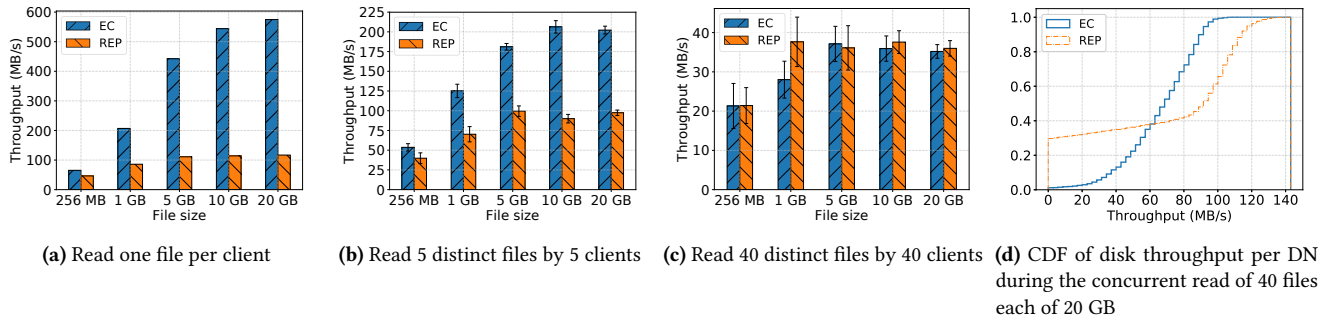 600
500
400
300
200
100
0
Throughput (MB/s)
EC
REP
256 MB 1 GB 5 GB 10 GB 20 GB
File size
(a) Read one file per client
225
200
175
150
125
100
75
50
25
0
Throughput (MB/s)
EC
REP
256 MB 1 GB 5 GB 10 GB 20 GB
File size
(b) Read 5 distinct files by 5 clients
40
30
20
10
0
Throughput (MB/s)
EC
REP
256 MB 1 GB 5 GB 10 GB 20 GB
File size
(c) Read 40 distinct files by 40 clients
1.0
0.8
0.6
0.4
0.2
0.0
EC
REP
0 20 40 60 80 100 120 140
Throughput (MB/s)
(d) CDF of disk throughput per DN
during the concurrent read of 40 files
each of 20 GB